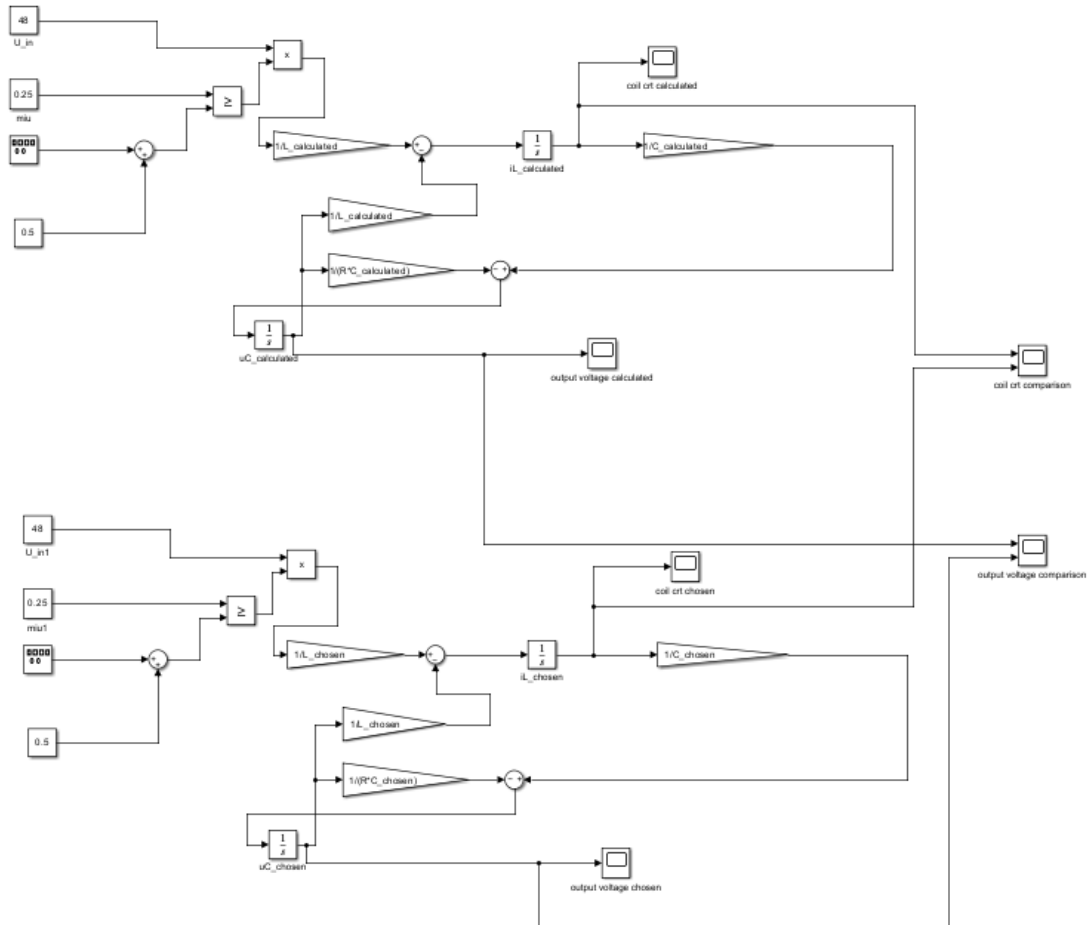 48
U_in
x
0.25
miu
≥
coil crt calculated
1/L_calculated
+
-
1
s
iL_calculated
1/C_calculated
+
+
1/L_calculated
0.5
1/(R*C_calculated)
- +
1
s
uC_calculated
output voltage calculated
coil crt comparison
48
U_in1
x
output voltage comparison
coil crt chosen
0.25
miu1
≥
1/L_chosen
+
-
1
s
iL_chosen
1/C_chosen
+
+
1/L_chosen
0.5
1/(R*C_chosen)
- +
1
s
uC_chosen
output voltage chosen